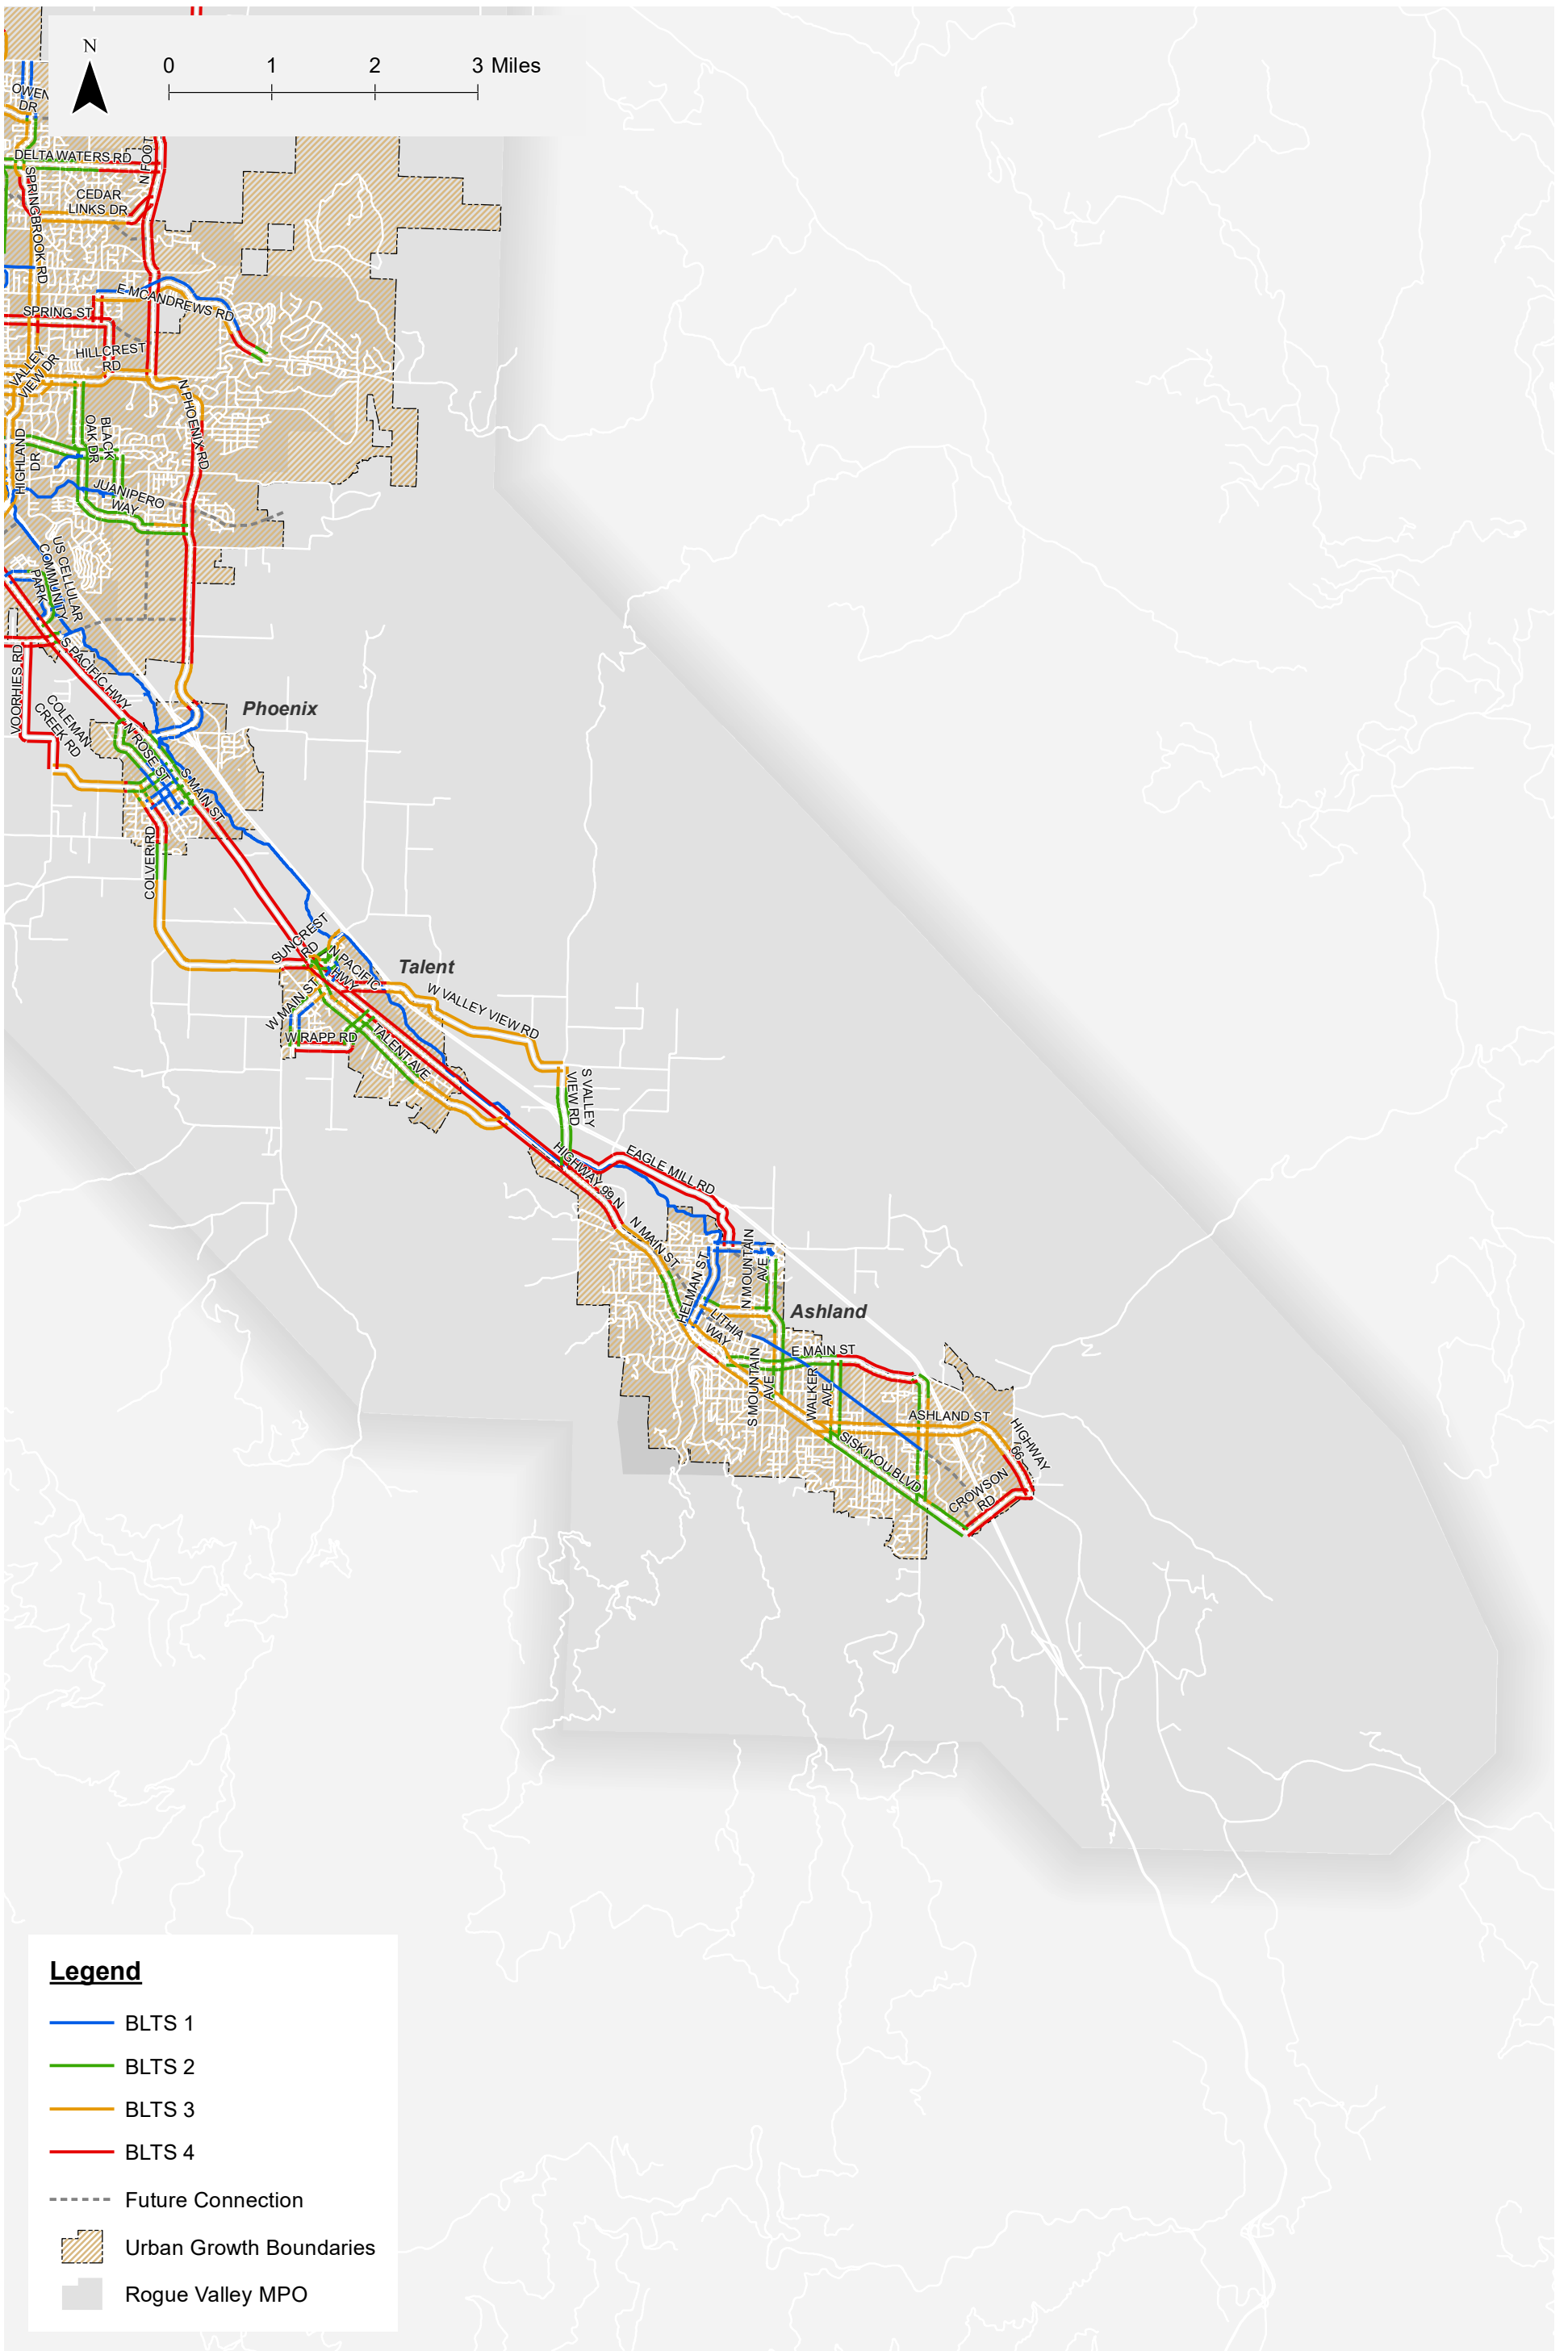 N
0 1 2 3 Miles
OWEN
DR
DELTA WATERS RD
N FOOT
SPRINGBROOK RD
CEDAR
LINKS DR
E MCANDREWS RD
SPRING ST
HILLCREST
RD
VALLEY
VIEW DR
N PHOENIX RD
HIGHLAND
DR
BLACK
OAK DR
JUANIPERO
WAY
US CELLULAR
COMMUNITY
PARK
S PACIFIC HWY
VOORHIES RD
COLEMAN
CREEK RD
Phoenix
N ROSE ST
S MAIN ST
COLVER RD
SUNCREST
RD
Talent
N PACIFIC
HWY
W MAIN ST
W VALLEY VIEW RD
W RAPP RD
TALENT AVE
S VALLEY
VIEW RD
HIGHWAY 99 N
EAGLE MILL RD
N MAIN ST
HELMAN ST
N MOUNTAIN
AVE
Ashland
LITHIA
WAY
E MAIN ST
S MOUNTAIN
AVE
WALKER
AVE
ASHLAND ST
HIGHWAY
66
SISKIYOU BLVD
CROWSON
RD
Legend
BLTS 1
BLTS 2
BLTS 3
BLTS 4
Future Connection
Urban Growth Boundaries
Rogue Valley MPO